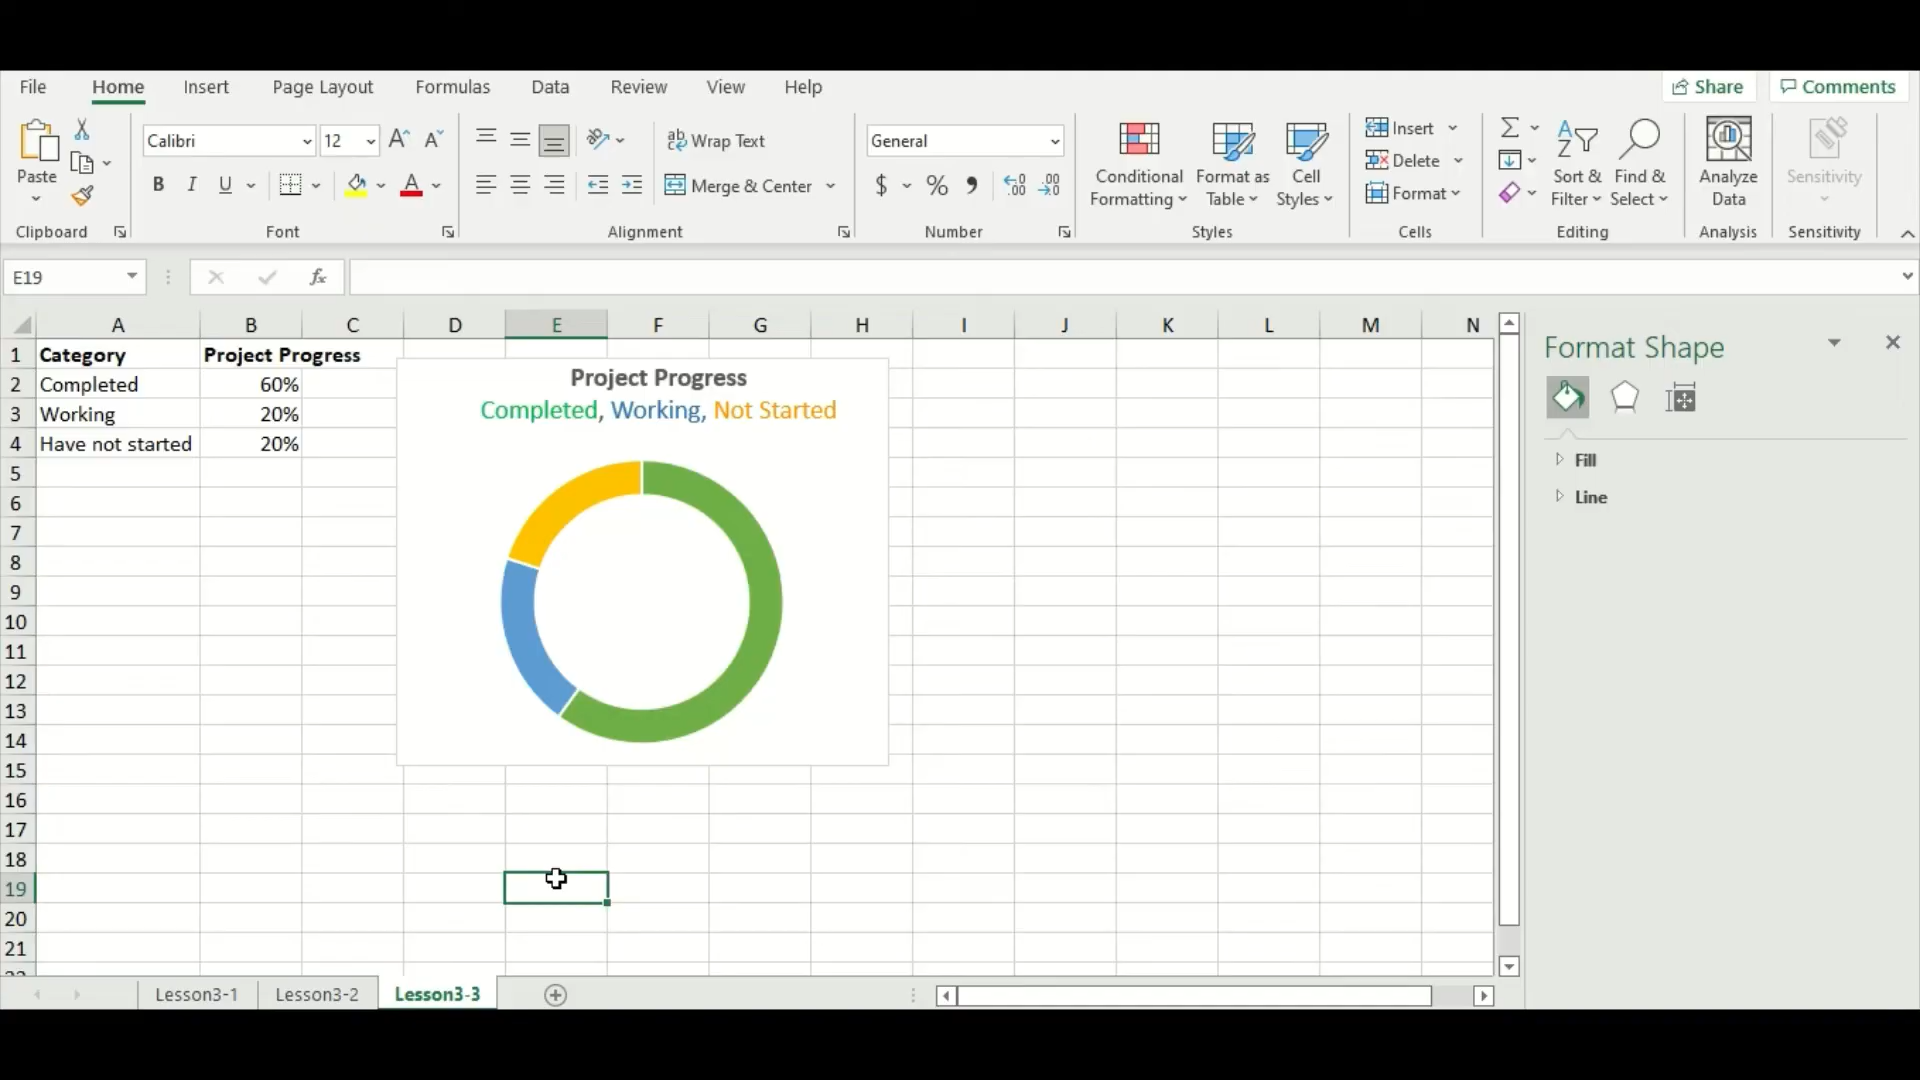 File Home Insert Page Layout Formulas Data Review View Help Share Comments
Calibri 12 A A Wrap Text General Insert Σ A Z
Paste B I U A Merge & Center $ % , .00 .00 Conditional Formatting Format as Table Cell Styles Delete Format Sort & Filter Find & Select Analyze Data Sensitivity
Clipboard Font Alignment Number Styles Cells Editing Analysis Sensitivity
E19 fx
A B C D E F G H I J K L M N
1 Category Project Progress
2 Completed 60%
3 Working 20%
4 Have not started 20%
5
6
7
8
9
10
11
12
13
14
15
16
17
18
19
20
21
Project Progress
Completed, Working, Not Started
Format Shape
Fill
Line
Lesson3-1 Lesson3-2 Lesson3-3